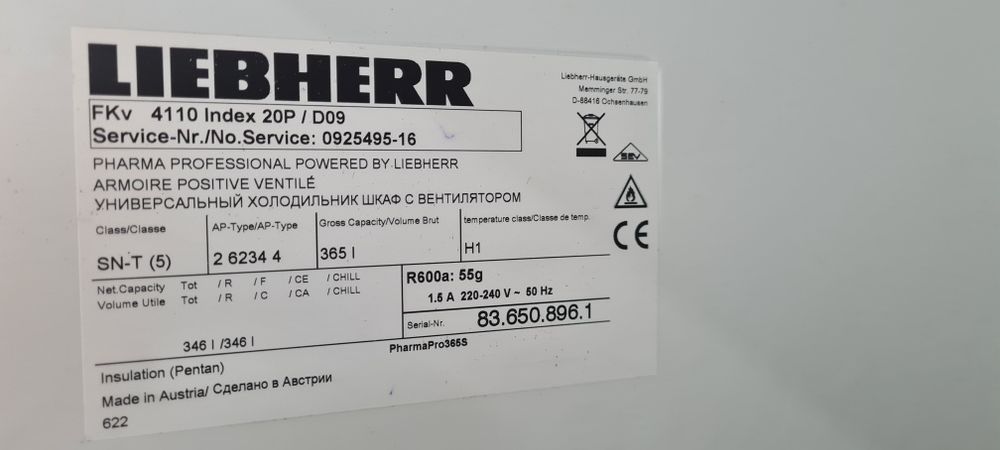 LIEBHERR
Liebherr-Hausgeräte GmbH
Memminger Str. 77-79
D-88416 Ochsenhausen
FKv 4110 Index 20P / D09
Service-Nr./No.Service: 0925495-16
SEV
PHARMA PROFESSIONAL POWERED BY LIEBHERR
ARMOIRE POSITIVE VENTILÉ
УНИВЕРСАЛЬНЫЙ ХОЛОДИЛЬНИК ШКАФ С ВЕНТИЛЯТОРОМ
CE
Class/Classe
SN-T (5)
AP-Type/AP-Type
2 6234 4
Gross Capacity/Volume Brut
365 l
temperature class/Classe de temp.
H1
Net.Capacity Tot / R / F / CE / CHILL
Volume Utile Tot / R / C / CA / CHILL
346 l /346 l
R600a: 55g
1.5 A 220-240 V ~ 50 Hz
Serial-Nr. 83.650.896.1
PharmaPro365S
Insulation (Pentan)
Made in Austria/ Сделано в Австрии
622